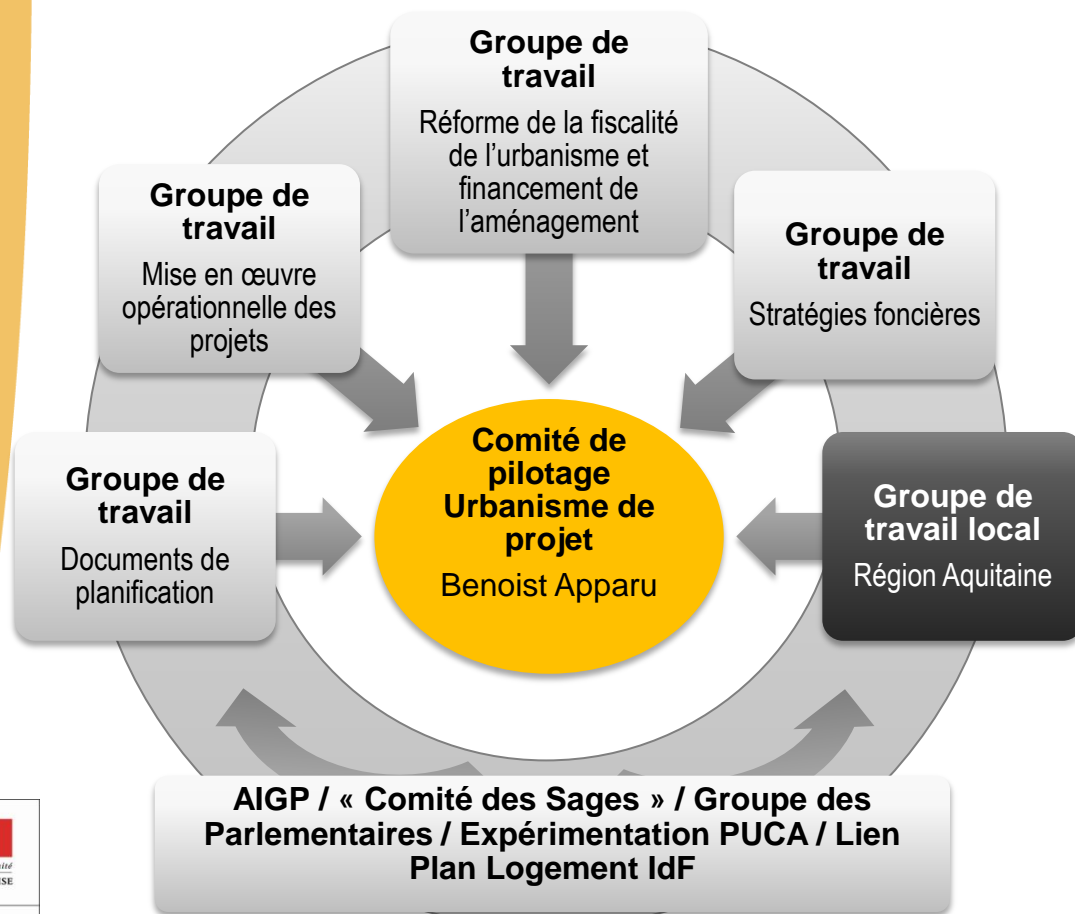 Groupe de
travail
Réforme de la fiscalité
de l'urbanisme et
financement de
l'aménagement
Groupe de
travail
Mise en œuvre
opérationnelle des
projets
Groupe de
travail
Stratégies foncières
Groupe de
travail
Documents de
planification
Comité de
pilotage
Urbanisme de
projet
Benoist Apparu
Groupe de
travail local
Région Aquitaine
AIGP / « Comité des Sages » / Groupe des
Parlementaires / Expérimentation PUCA / Lien
Plan Logement IdF